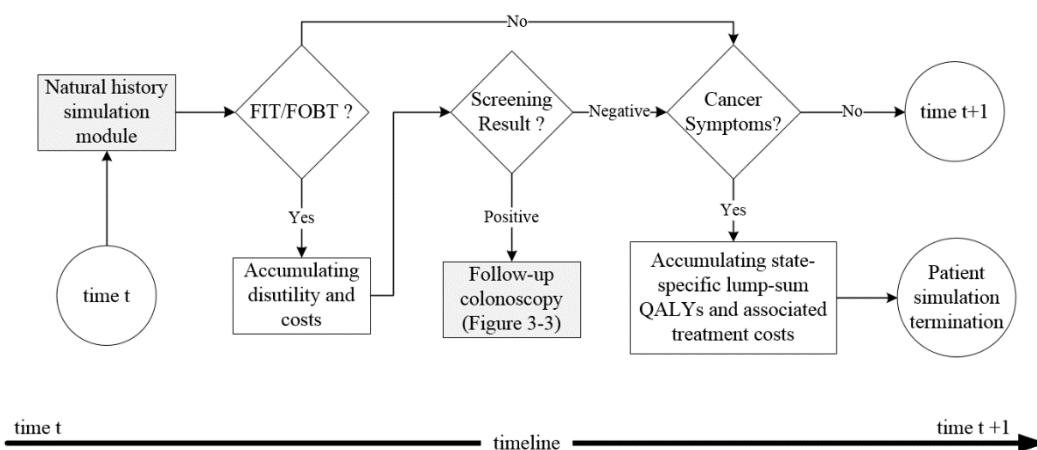 No
Natural history
simulation
module
FIT/FOBT ?
Screening
Result ?
Negative
Cancer
Symptoms?
No
time t+1
Yes
Positive
Yes
time t
Accumulating
disutility and
costs
Follow-up
colonoscopy
(Figure 3-3)
Accumulating state-
specific lump-sum
QALYs and associated
treatment costs
Patient
simulation
termination
time t
time t +1
timeline